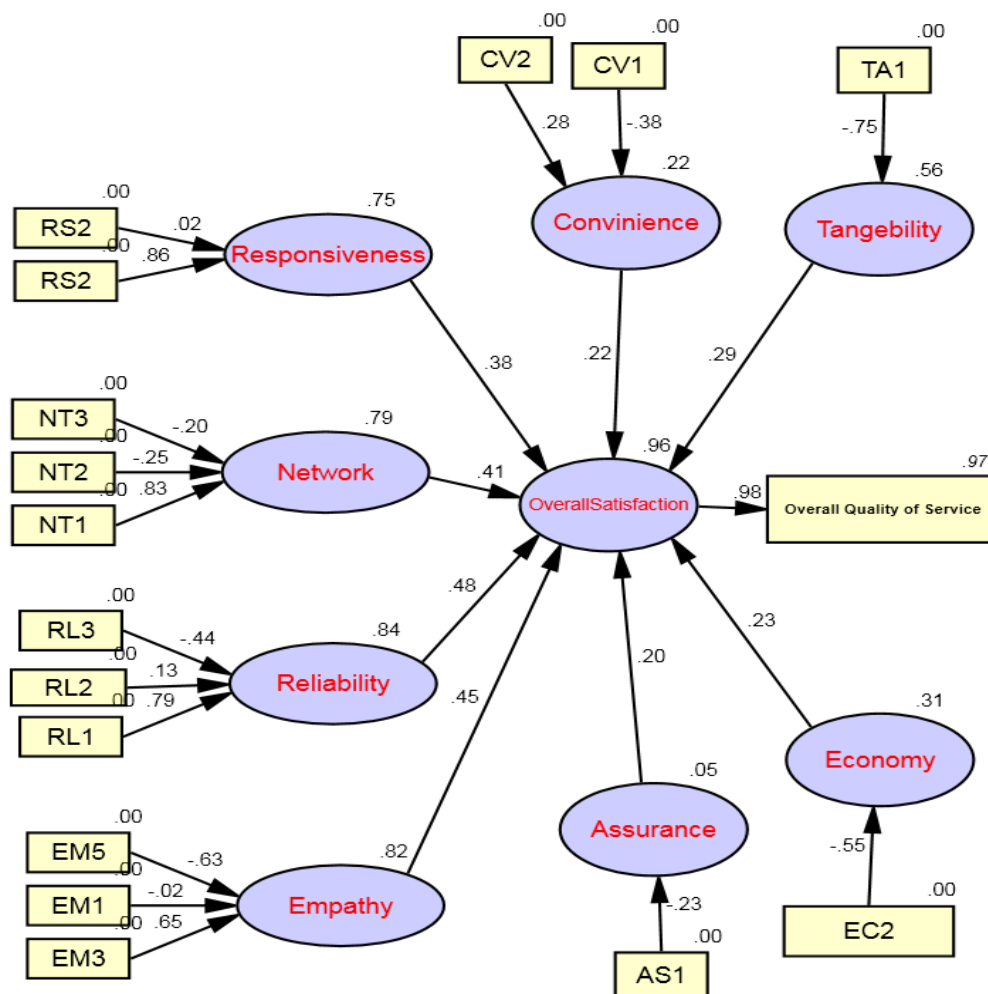 .00
CV2
.00
CV1
.00
TA1
.28
-.38
-.75
.22
Convinience
.56
Tangebility
.00
RS2
.02
.00
RS2
.86
.75
Responsiveness
.38
.22
.29
.00
NT3
-.20
.00
NT2
-.25
.00
NT1
.83
.79
Network
.41
.96
OverallSatisfaction
.98
.97
Overall Quality of Service
.00
RL3
-.44
.00
RL2
.13
.00
RL1
.79
.84
Reliability
.48
.45
.20
.23
.31
Economy
-.55
.00
EC2
.05
Assurance
-.23
.00
AS1
.00
EM5
-.63
.00
EM1
-.02
.00
EM3
.65
.82
Empathy